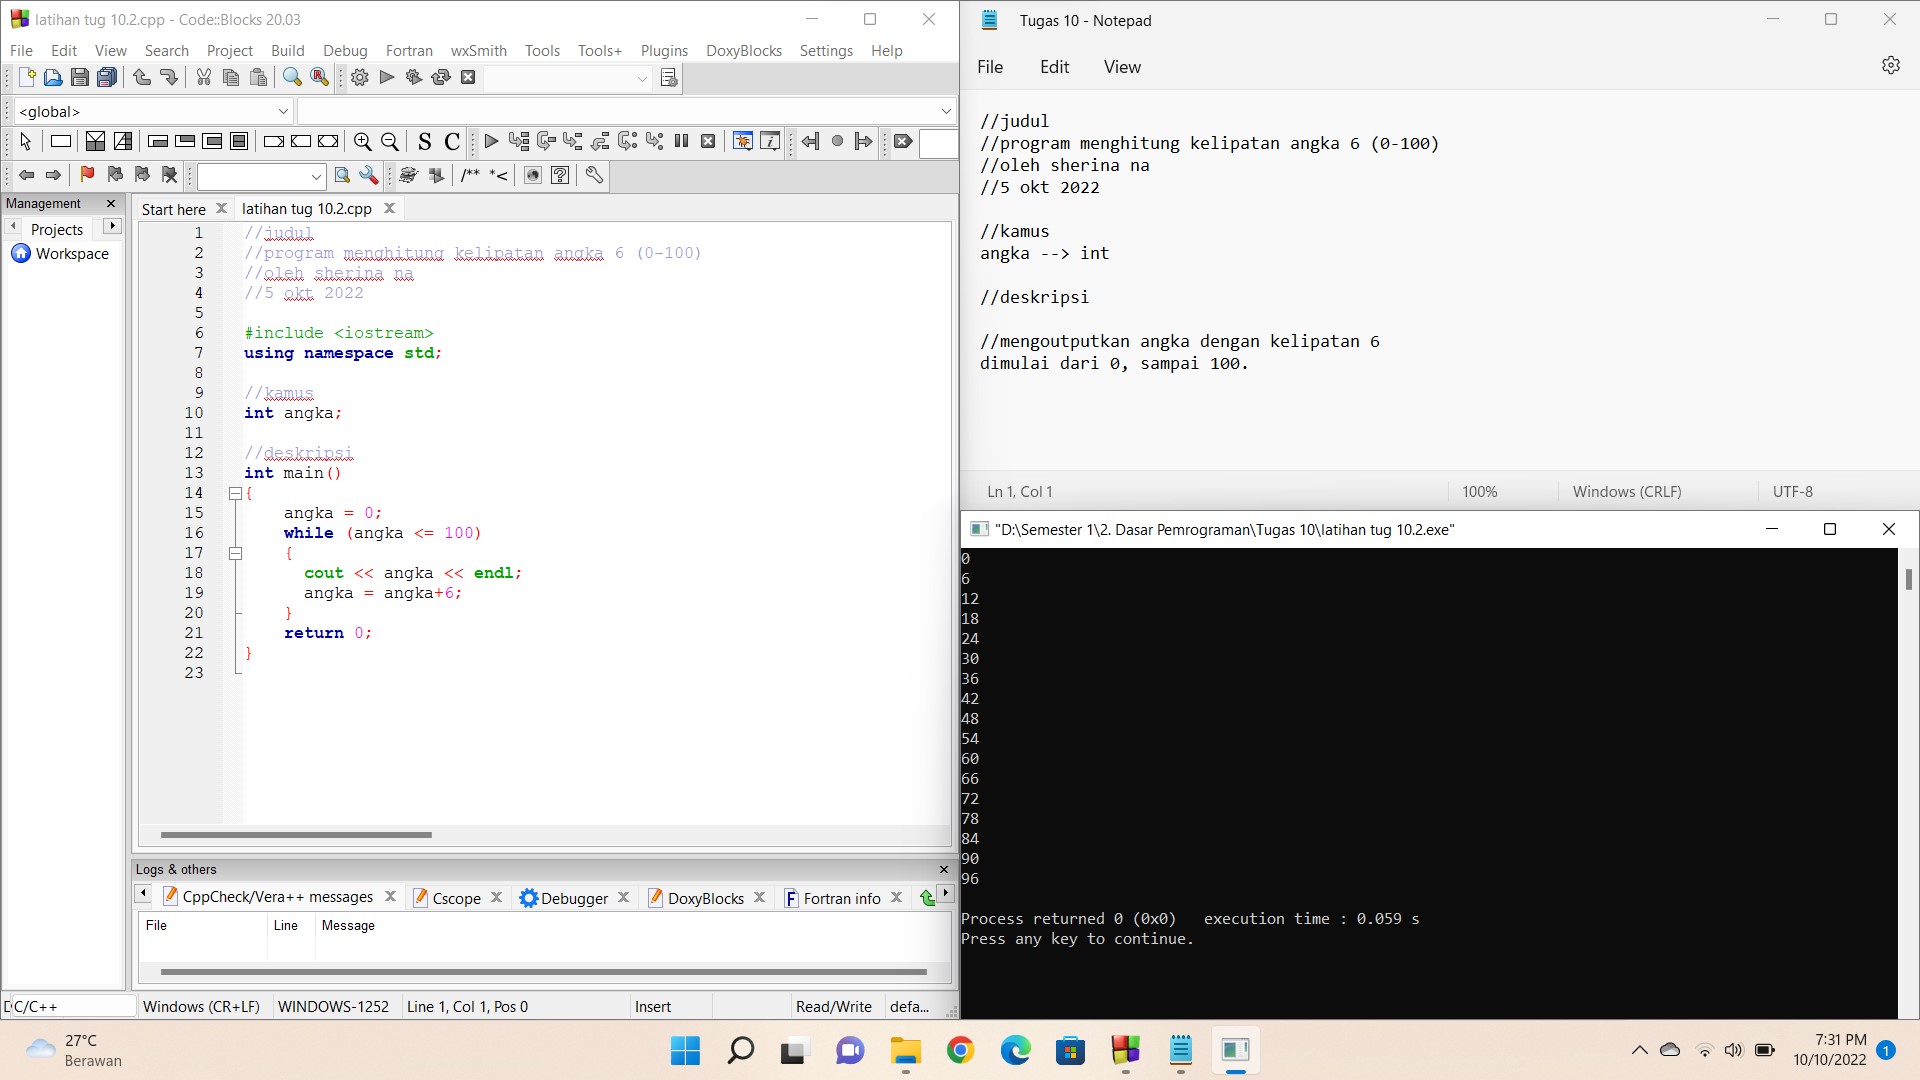 latihan tug 10.2.cpp - Code::Blocks 20.03
File Edit View Search Project Build Debug Fortran wxSmith Tools Tools+ Plugins DoxyBlocks Settings Help
<global>
S C
/** *<
Management
Projects
Workspace
Start here latihan tug 10.2.cpp
1 //judul
2 //program menghitung kelipatan angka 6 (0-100)
3 //oleh sherina na
4 //5 okt 2022
5
6 #include <iostream>
7 using namespace std;
8
9 //kamus
10 int angka;
11
12 //deskripsi
13 int main()
14 {
15 angka = 0;
16 while (angka <= 100)
17 {
18 cout << angka << endl;
19 angka = angka+6;
20 }
21 return 0;
22 }
23
Logs & others
CppCheck/Vera++ messages Cscope Debugger DoxyBlocks Fortran info
File Line Message
C/C++ Windows (CR+LF) WINDOWS-1252 Line 1, Col 1, Pos 0 Insert Read/Write defa...
Tugas 10 - Notepad
File Edit View
//judul
//program menghitung kelipatan angka 6 (0-100)
//oleh sherina na
//5 okt 2022
//kamus
angka --> int
//deskripsi
//mengoutputkan angka dengan kelipatan 6
dimulai dari 0, sampai 100.
Ln 1, Col 1 100% Windows (CRLF) UTF-8
"D:\Semester 1\2. Dasar Pemrograman\Tugas 10\latihan tug 10.2.exe"
0
6
12
18
24
30
36
42
48
54
60
66
72
78
84
90
96
Process returned 0 (0x0) execution time : 0.059 s
Press any key to continue.
27°C
Berawan
7:31 PM
10/10/2022
1